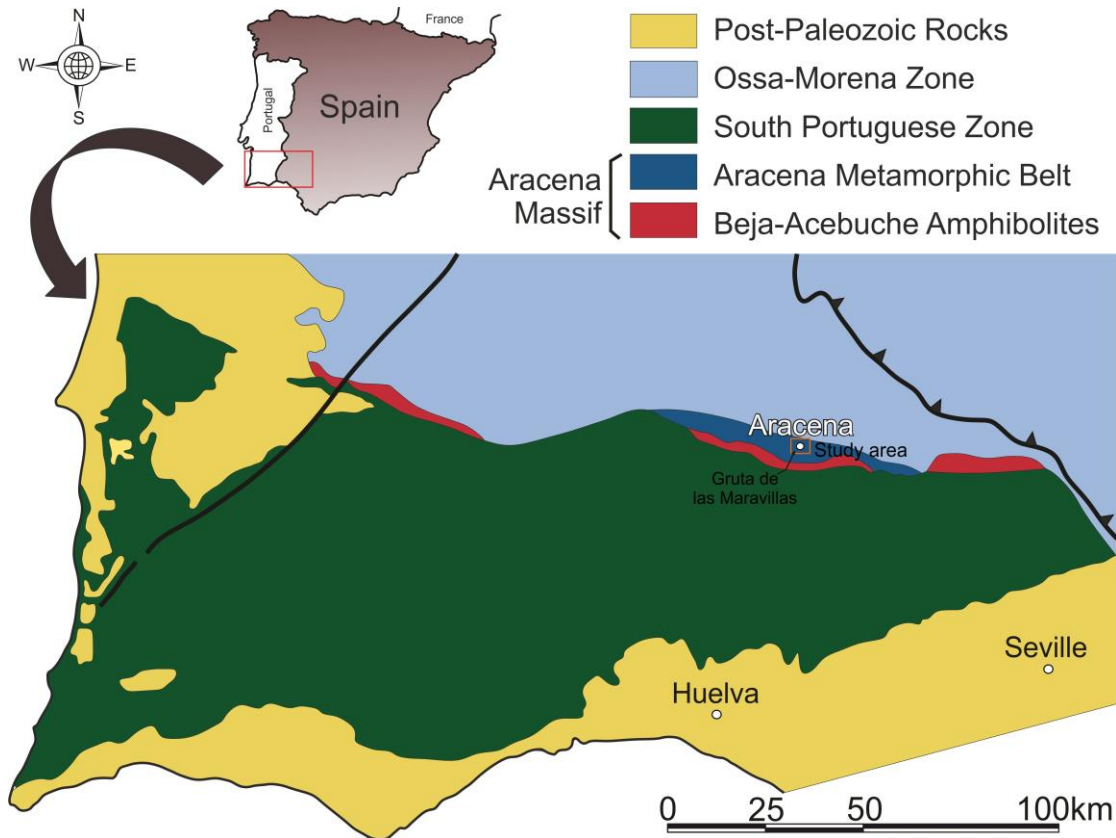 N
W
E
S
France
Portugal
Spain
Post-Paleozoic Rocks
Ossa-Morena Zone
South Portuguese Zone
Aracena
Massif
Aracena Metamorphic Belt
Beja-Acebuche Amphibolites
Aracena
Study area
Gruta de
las Maravillas
Seville
Huelva
0 25 50 100km